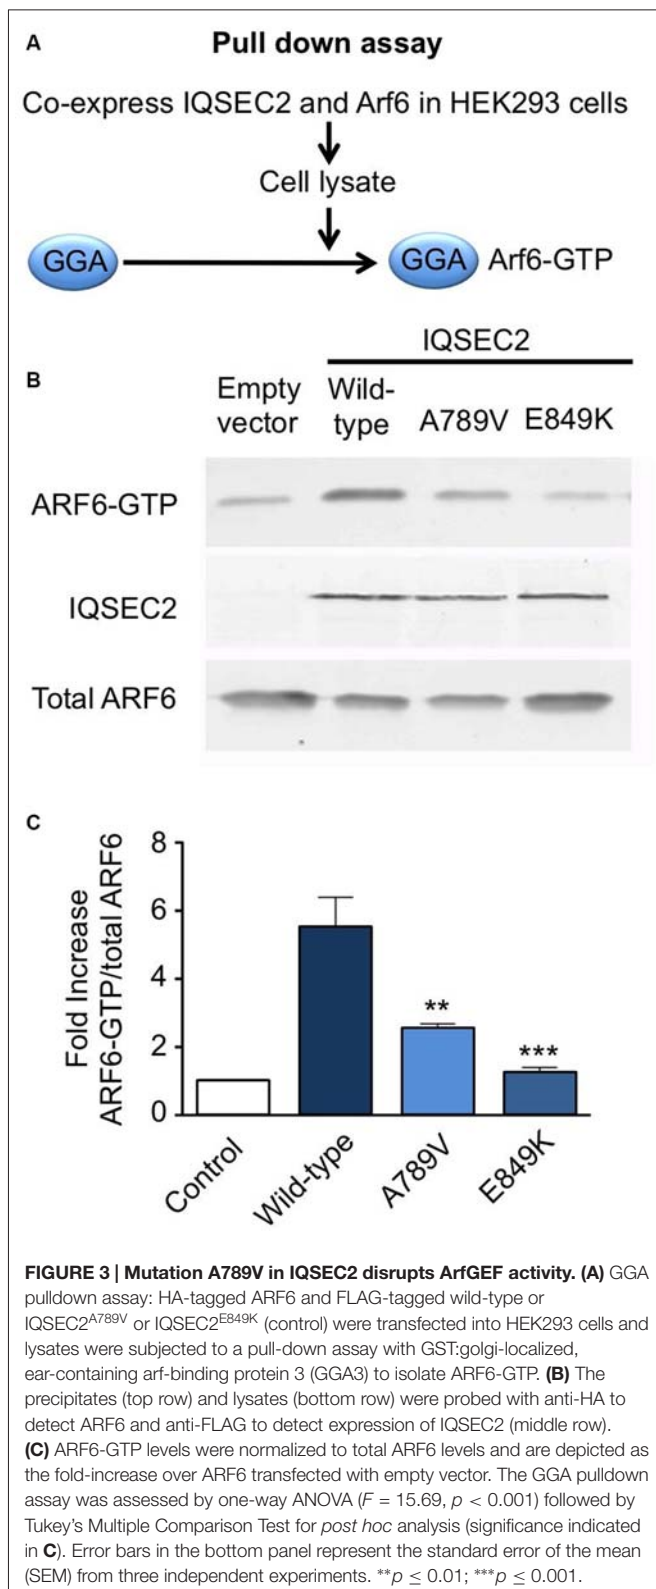 A
Pull down assay
Co-express IQSEC2 and Arf6 in HEK293 cells
Cell lysate
GGA
GGA Arf6-GTP
IQSEC2
B
Empty vector
Wild-type
A789V
E849K
ARF6-GTP
IQSEC2
Total ARF6
C
Fold Increase
ARF6-GTP/total ARF6
8
6
4
2
0
**
***
Control
Wild-type
A789V
E849K
FIGURE 3 | Mutation A789V in IQSEC2 disrupts ArfGEF activity. (A) GGA
pulldown assay: HA-tagged ARF6 and FLAG-tagged wild-type or
IQSEC2A789V or IQSEC2E849K (control) were transfected into HEK293 cells and
lysates were subjected to a pull-down assay with GST:golgi-localized,
ear-containing arf-binding protein 3 (GGA3) to isolate ARF6-GTP. (B) The
precipitates (top row) and lysates (bottom row) were probed with anti-HA to
detect ARF6 and anti-FLAG to detect expression of IQSEC2 (middle row).
(C) ARF6-GTP levels were normalized to total ARF6 levels and are depicted as
the fold-increase over ARF6 transfected with empty vector. The GGA pulldown
assay was assessed by one-way ANOVA (F = 15.69, p < 0.001) followed by
Tukey's Multiple Comparison Test for post hoc analysis (significance indicated
in C). Error bars in the bottom panel represent the standard error of the mean
(SEM) from three independent experiments. **p ≤ 0.01; ***p ≤ 0.001.